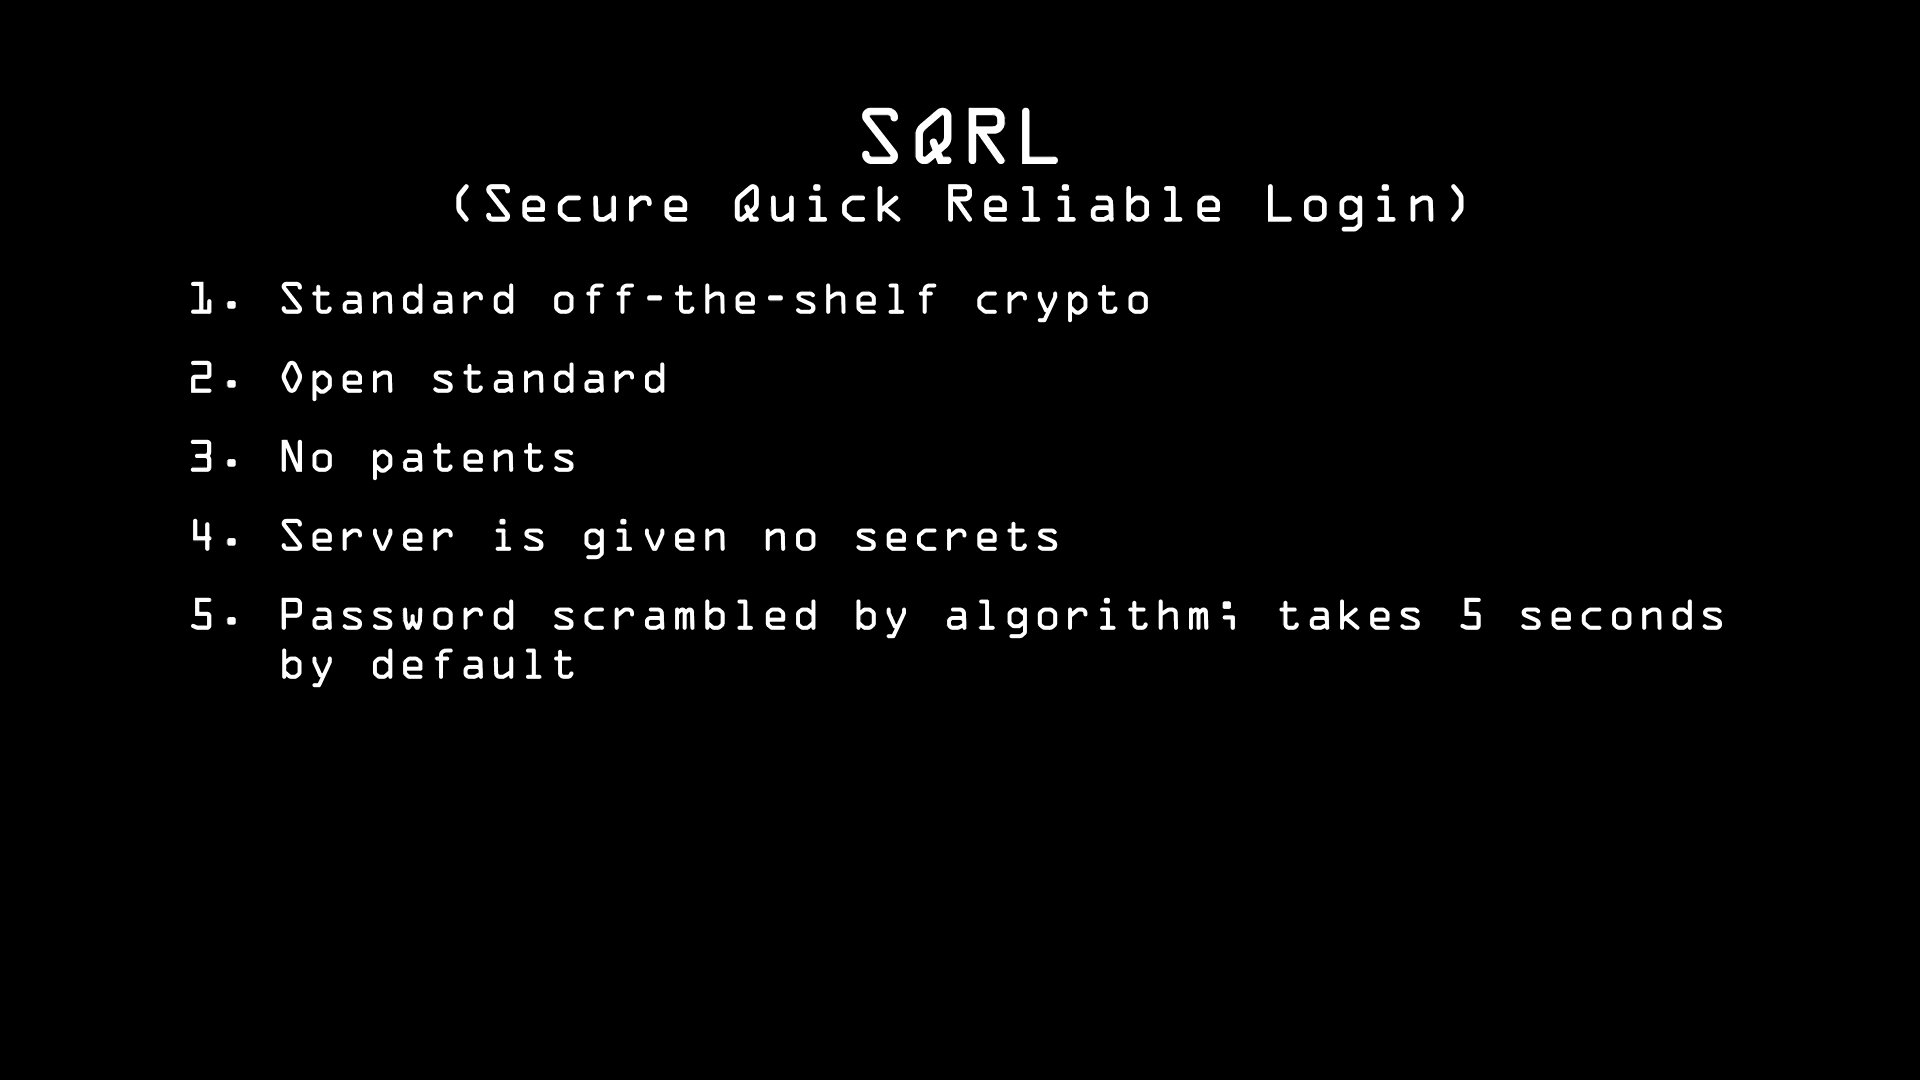 SQRL
(Secure Quick Reliable Login)
1. Standard off-the-shelf crypto
2. Open standard
3. No patents
4. Server is given no secrets
5. Password scrambled by algorithm; takes 5 seconds
by default